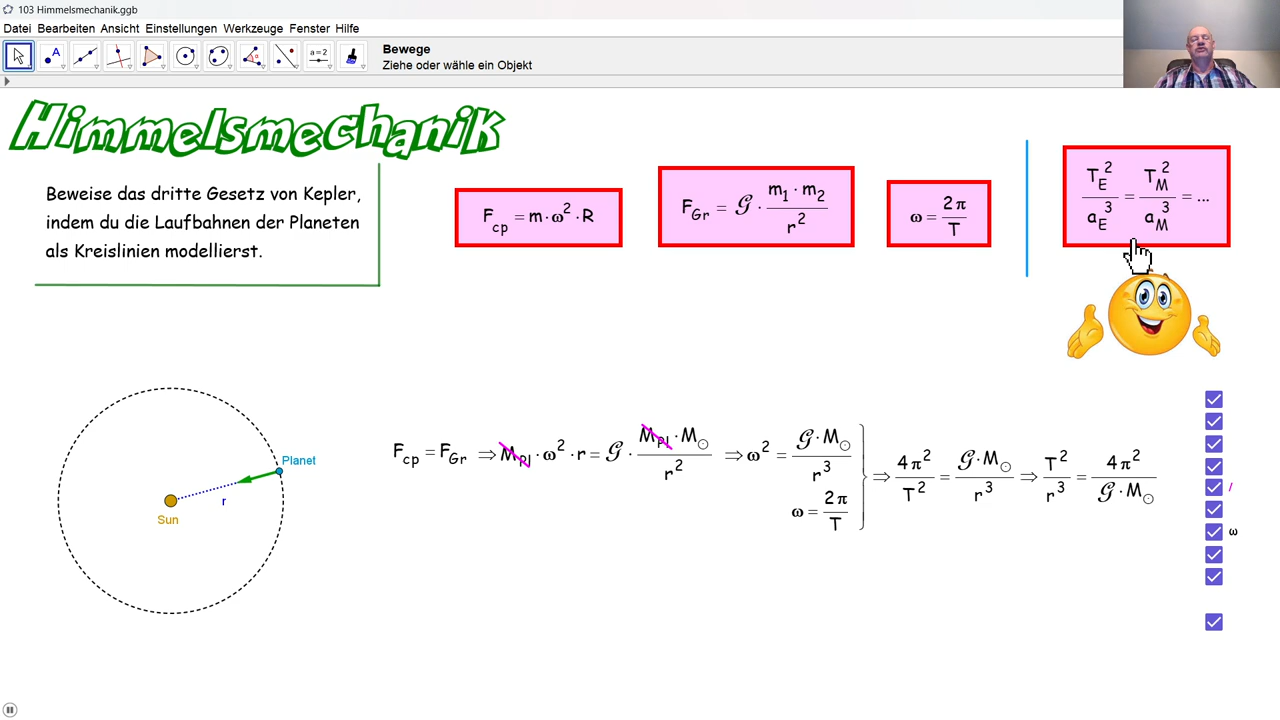 103 Himmelsmechanik.ggb
Datei Bearbeiten Ansicht Einstellungen Werkzeuge Fenster Hilfe
A
a=2
Bewege
Ziehe oder wähle ein Objekt
Himmelsmechanik
Beweise das dritte Gesetz von Kepler,
indem du die Laufbahnen der Planeten
als Kreislinien modellierst.
F_cp = m · ω² · R
F_Gr = 𝒢 · (m₁ · m₂) / r²
ω = 2π / T
T_E² / a_E³ = T_M² / a_M³ = ...
Planet
r
Sun
F_cp = F_Gr ⇒ M_Pl · ω² · r = 𝒢 · (M_Pl · M_☉) / r² ⇒ ω² = (𝒢 · M_☉) / r³
ω = 2π / T
⇒ 4π² / T² = (𝒢 · M_☉) / r³ ⇒ T² / r³ = 4π² / (𝒢 · M_☉)
/
ω